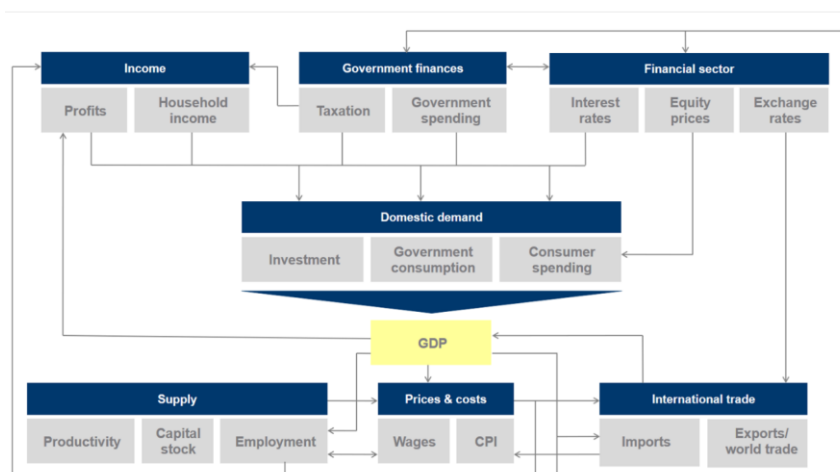 Income
Government finances
Financial sector
Profits
Household
income
Taxation
Government
spending
Interest
rates
Equity
prices
Exchange
rates
Domestic demand
Investment
Government
consumption
Consumer
spending
GDP
Supply
Prices & costs
International trade
Productivity
Capital
stock
Employment
Wages
CPI
Imports
Exports/
world trade